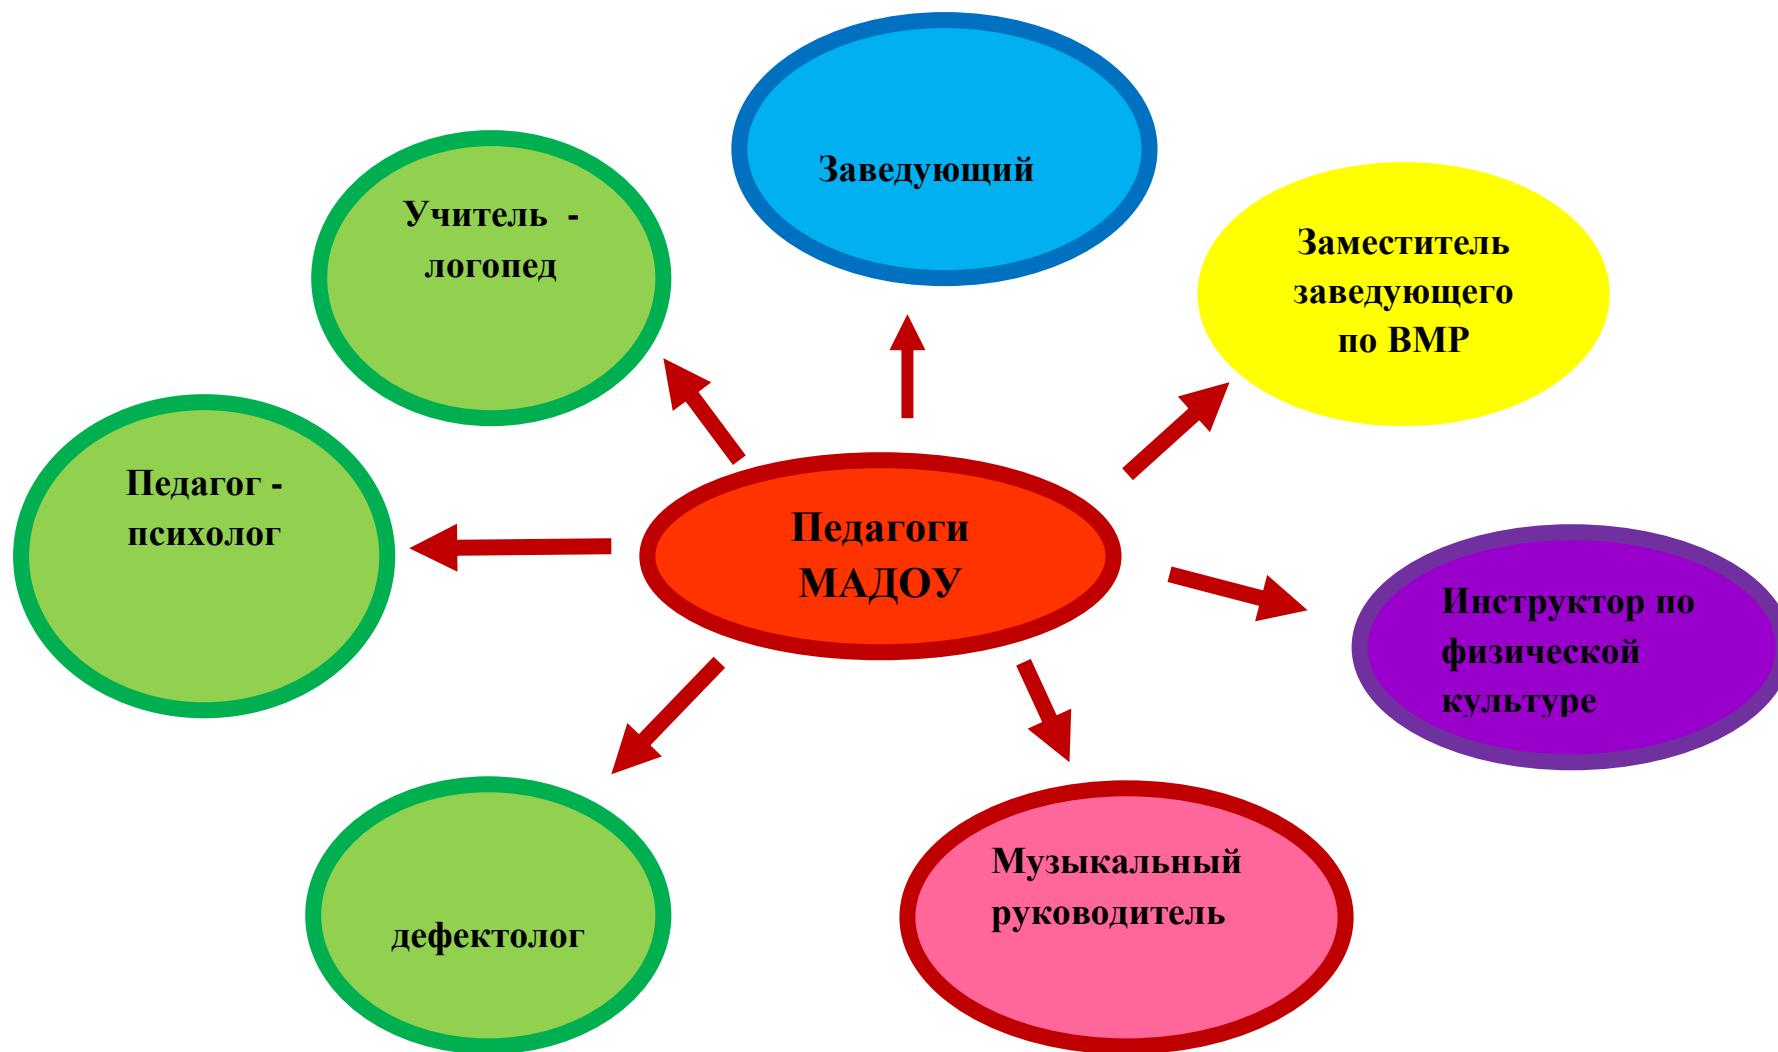 Заведующий
Учитель  -
логопед
Заместитель
заведующего
по ВМР
Педагог -
психолог
Педагоги
МАДОУ
Инструктор по
физической
культуре
Музыкальный
руководитель
дефектолог